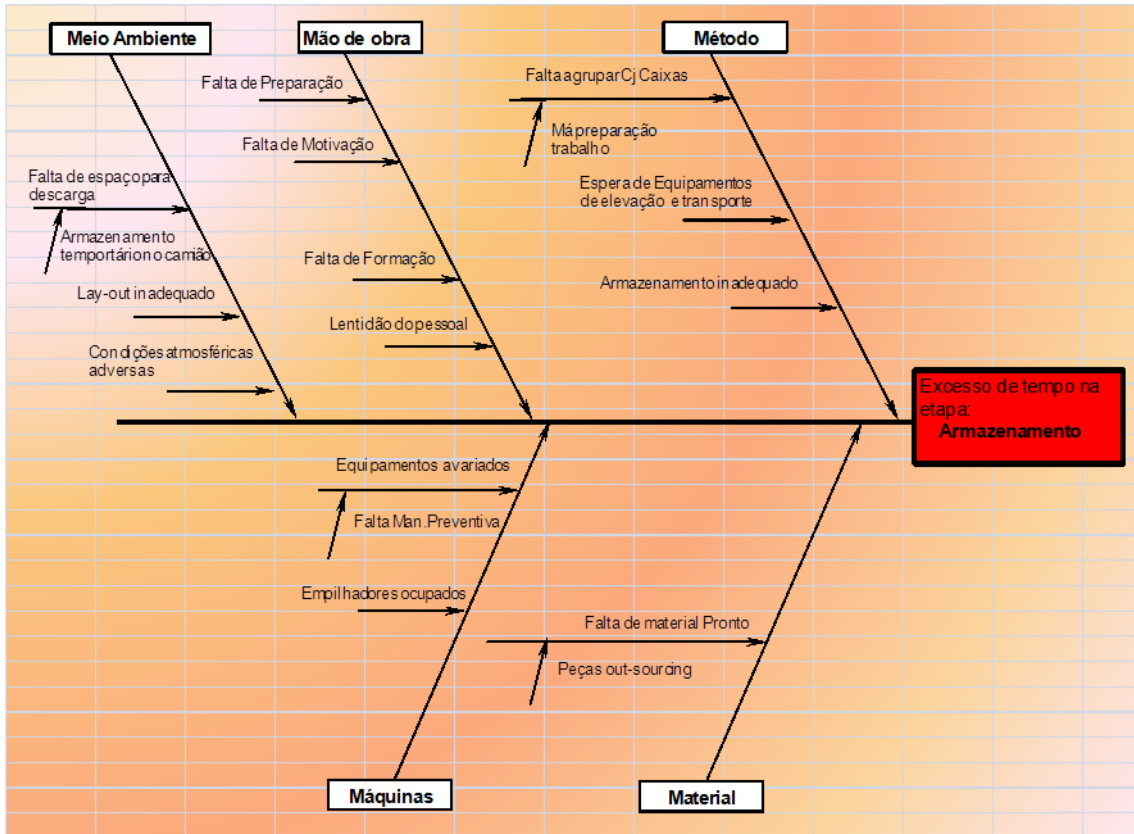 Meio Ambiente
Mão de obra
Método
Falta de Preparação
Falta agrupar Cj Caixas
Falta de Motivação
Má preparação
trabalho
Falta de espaço para
descarga
Espera de Equipamentos
de elevação e transporte
Armazenamento
temportário no camião
Falta de Formação
Armazenamento inadequado
Lay-out inadequado
Lentidão do pessoal
Condições atmosféricas
adversas
Excesso de tempo na
etapa:
Armazenamento
Equipamentos avariados
Falta Man. Preventiva
Empilhadores ocupados
Falta de material Pronto
Peças out-sourcing
Máquinas
Material